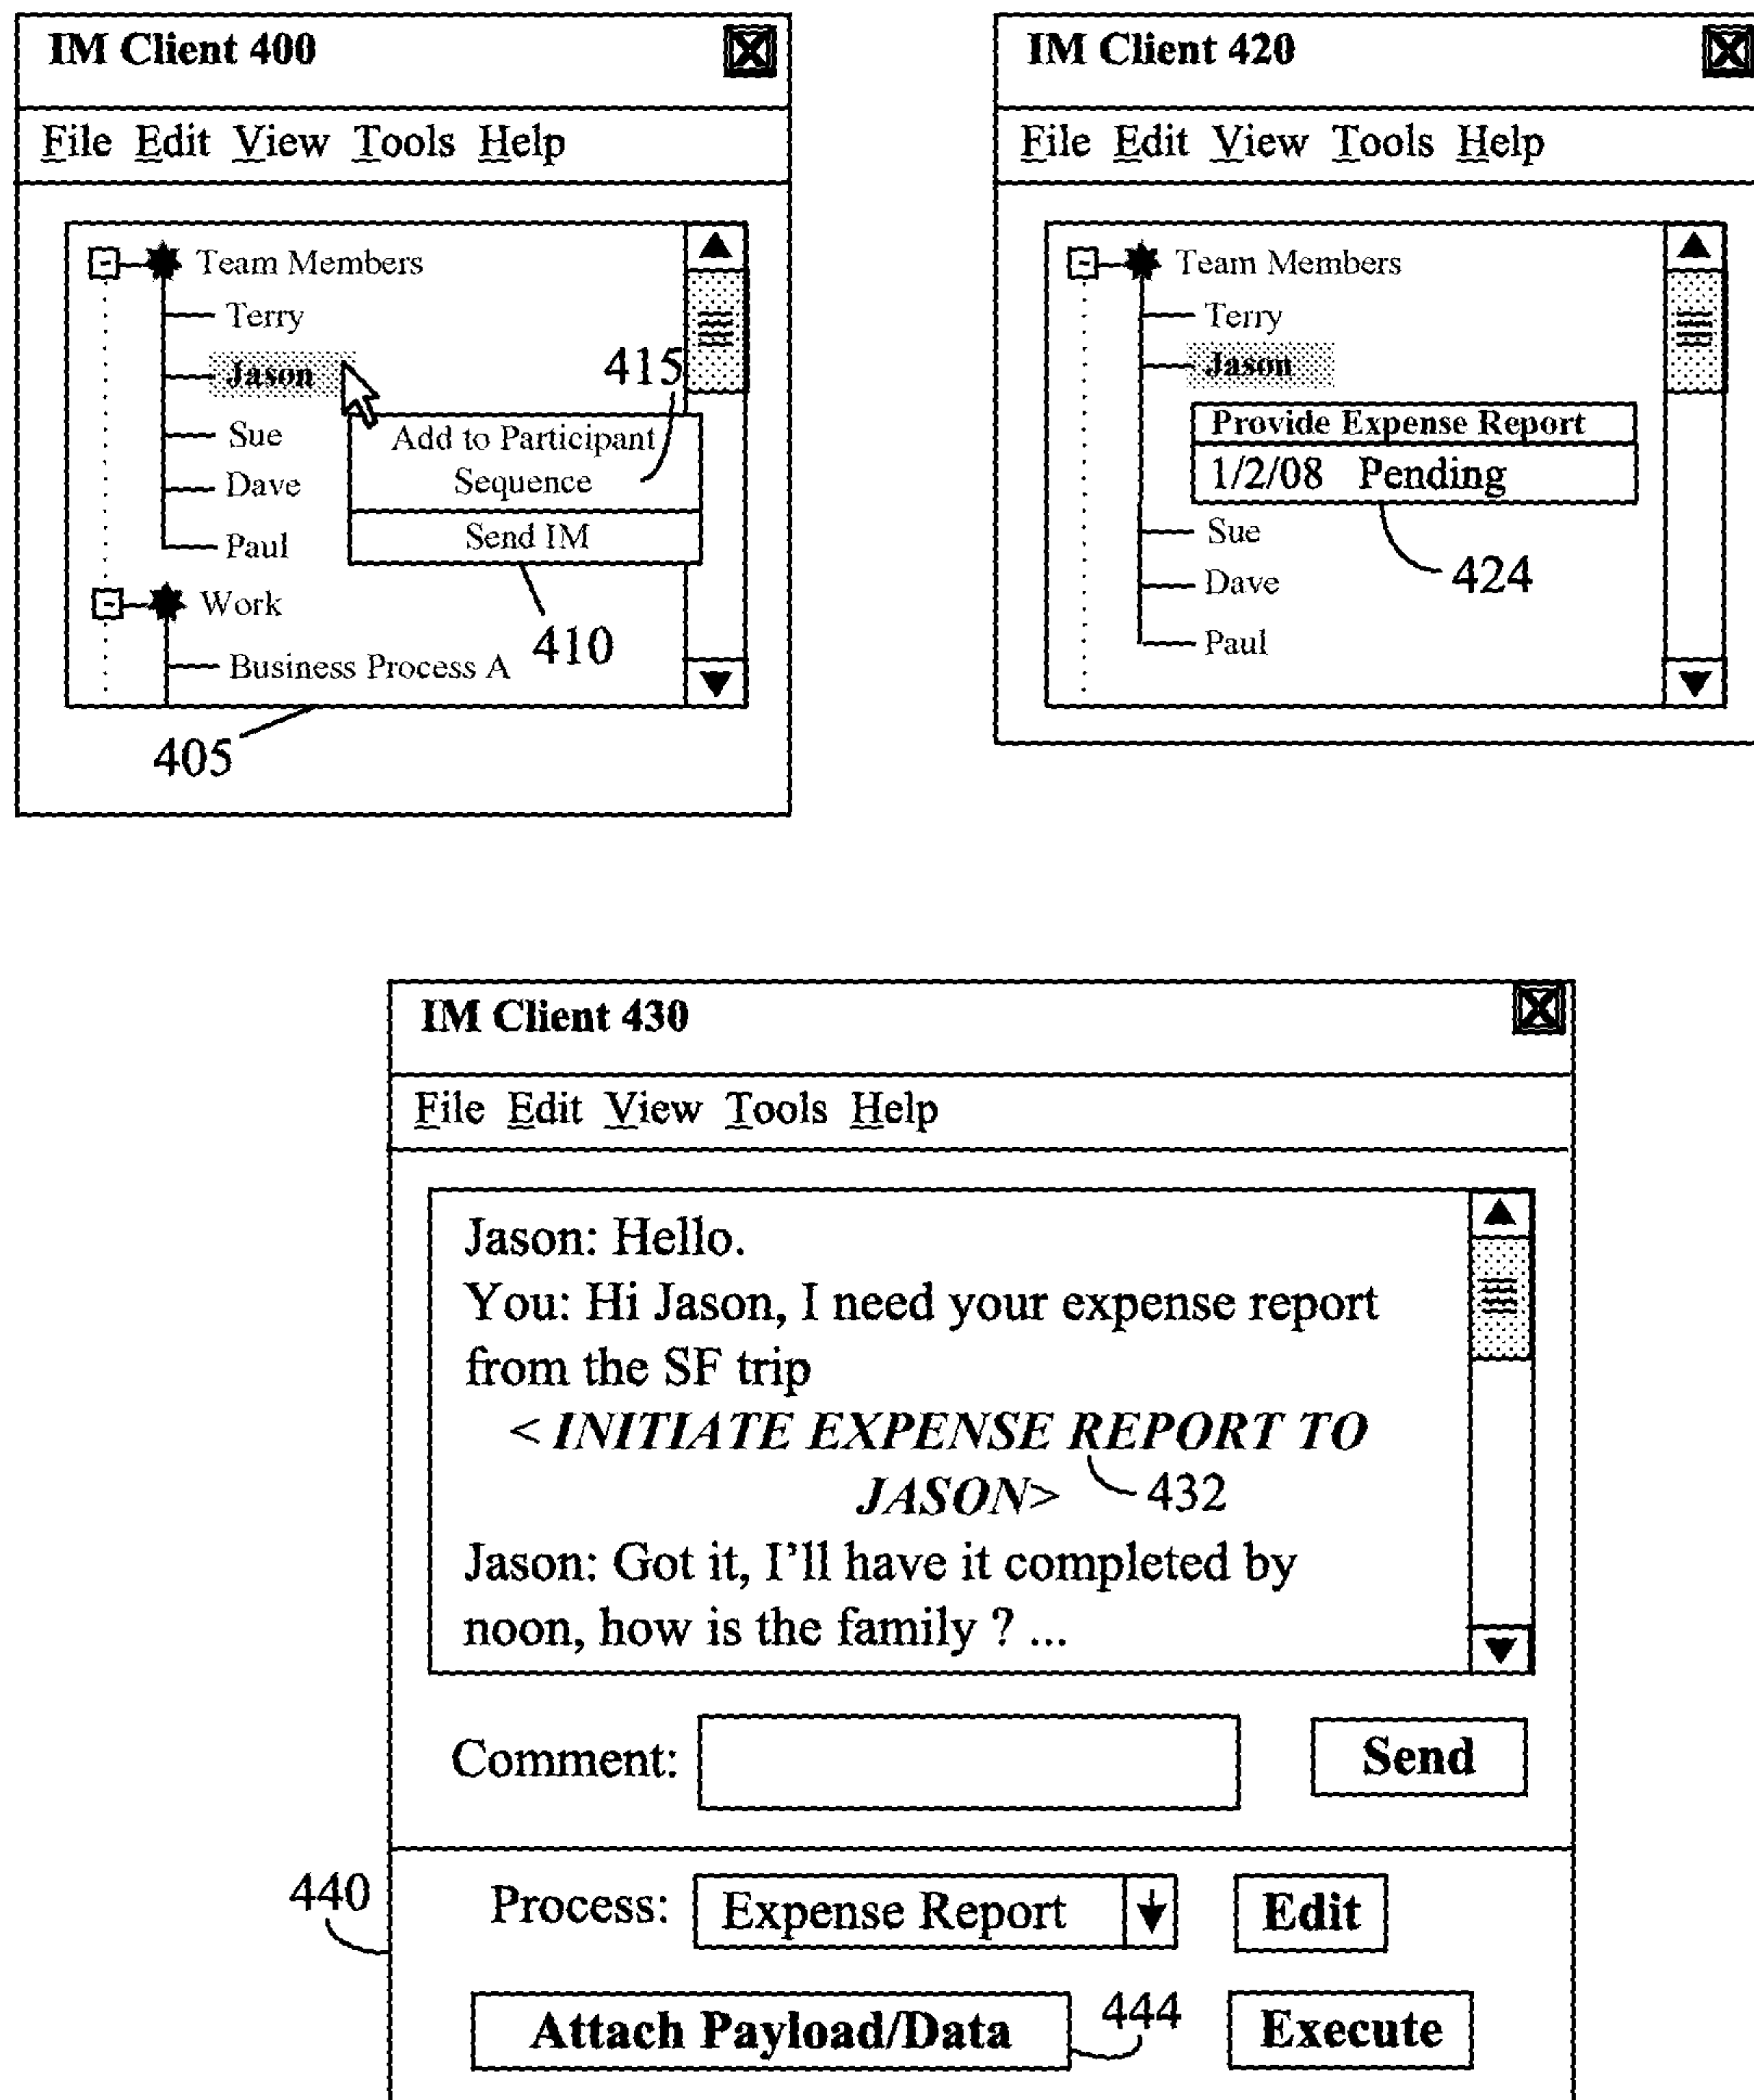 IM Client 400
X
File Edit View Tools Help
- Team Members
Terry
Jason
415
Add to Participant
Sequence
Send IM
Sue
Dave
Paul
410
- Work
Business Process A
405
IM Client 420
X
File Edit View Tools Help
- Team Members
Terry
Jason
Provide Expense Report
1/2/08 Pending
424
Sue
Dave
Paul
IM Client 430
X
File Edit View Tools Help
Jason: Hello.
You: Hi Jason, I need your expense report
from the SF trip
< INITIATE EXPENSE REPORT TO
JASON>
432
Jason: Got it, I'll have it completed by
noon, how is the family ? ...
Comment:
Send
440
Process: Expense Report
Edit
Attach Payload/Data
444
Execute